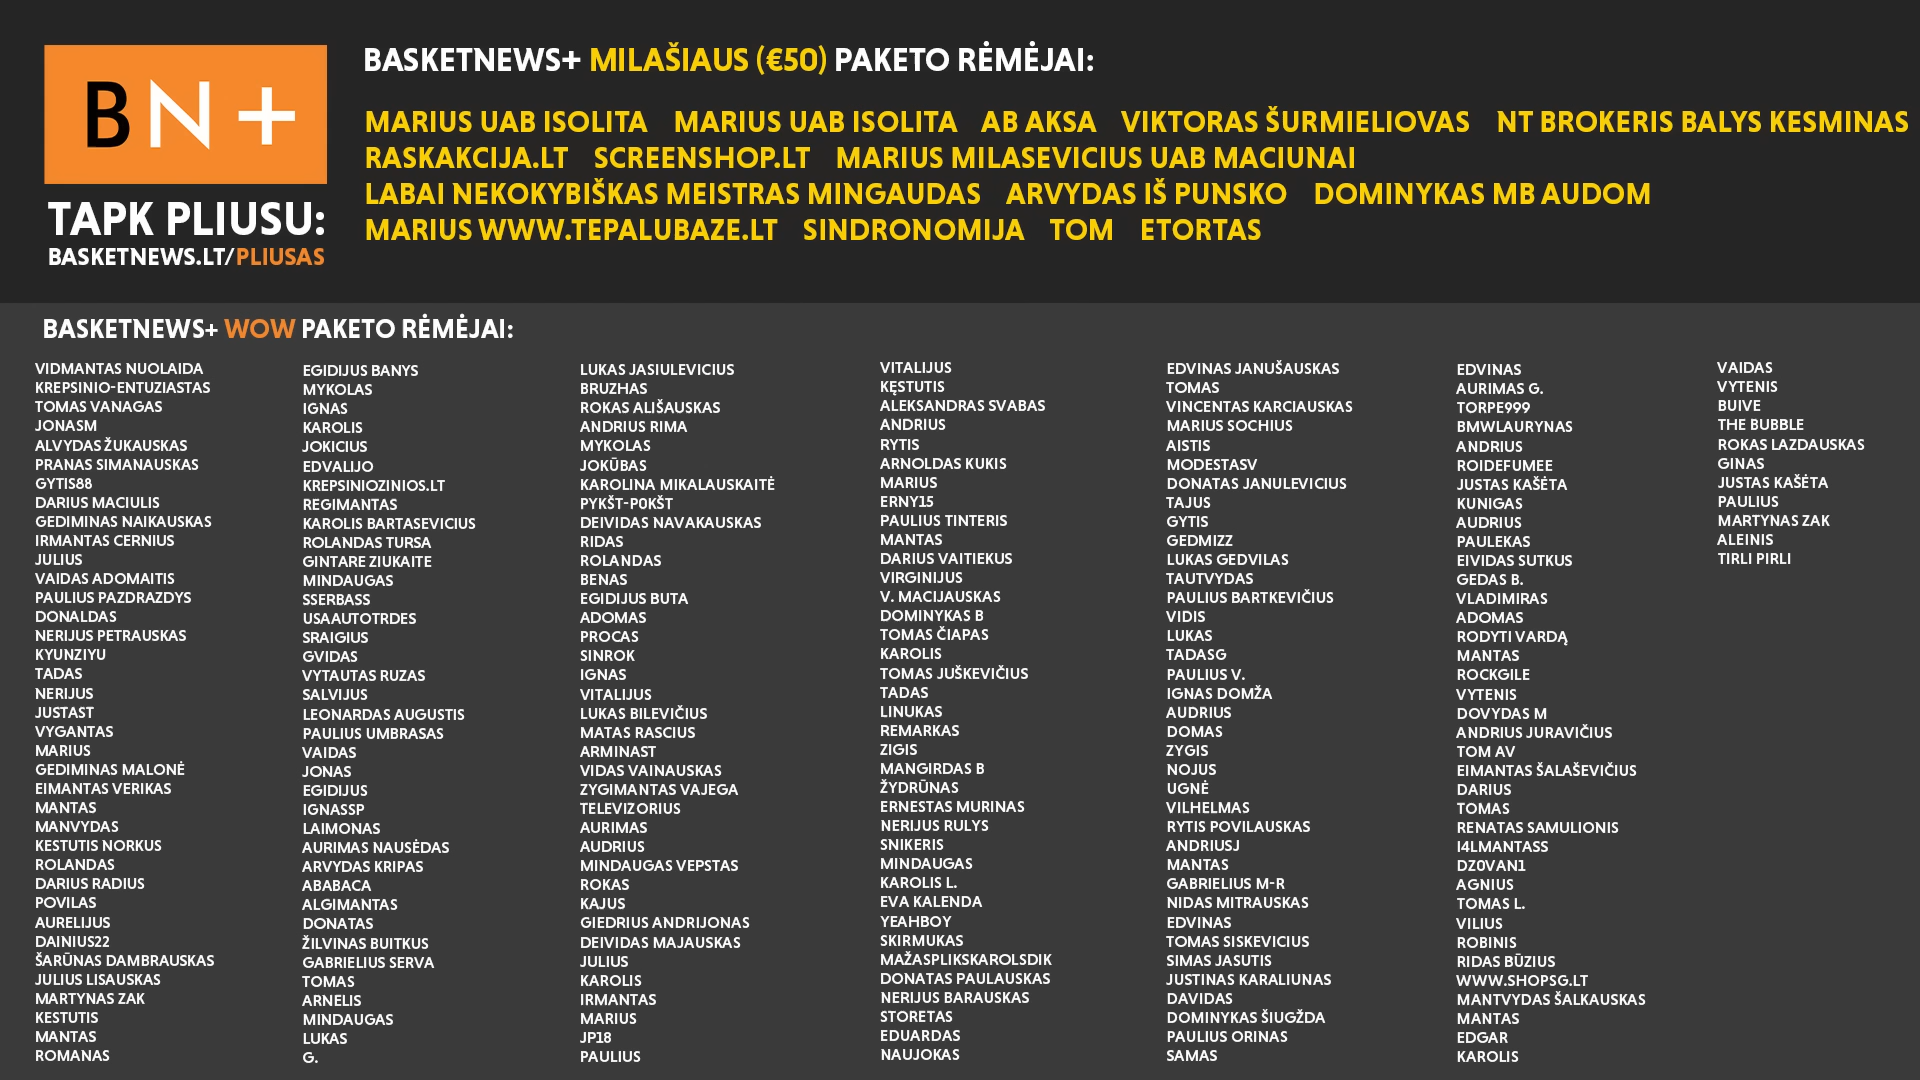 BN+
TAPK PLIUSU:
BASKETNEWS.LT/PLIUSAS
BASKETNEWS+ MILAŠIAUS (€50) PAKETO RĖMĖJAI:
MARIUS UAB ISOLITA MARIUS UAB ISOLITA AB AKSA VIKTORAS ŠURMIELIOVAS NT BROKERIS BALYS KESMINAS
RASKAKCIJA.LT SCREENSHOP.LT MARIUS MILASEVICIUS UAB MACIUNAI
LABAI NEKOKYBIŠKAS MEISTRAS MINGAUDAS ARVYDAS IŠ PUNSKO DOMINYKAS MB AUDOM
MARIUS WWW.TEPALUBAZE.LT SINDRONOMIJA TOM ETORTAS
BASKETNEWS+ WOW PAKETO RĖMĖJAI:
VIDMANTAS NUOLAIDA
KREPSINIO-ENTUZIASTAS
TOMAS VANAGAS
JONASM
ALVYDAS ŽUKAUSKAS
PRANAS SIMANAUSKAS
GYTIS88
DARIUS MACIULIS
GEDIMINAS NAIKAUSKAS
IRMANTAS CERNIUS
JULIUS
VAIDAS ADOMAITIS
PAULIUS PAZDRAZDYS
DONALDAS
NERIJUS PETRAUSKAS
KYUNZIYU
TADAS
NERIJUS
JUSTAST
VYGANTAS
MARIUS
GEDIMINAS MALONĖ
EIMANTAS VERIKAS
MANTAS
MANVYDAS
KESTUTIS NORKUS
ROLANDAS
DARIUS RADIUS
POVILAS
AURELIJUS
DAINIUS22
ŠARŪNAS DAMBRAUSKAS
JULIUS LISAUSKAS
MARTYNAS ZAK
KESTUTIS
MANTAS
ROMANAS
EGIDIJUS BANYS
MYKOLAS
IGNAS
KAROLIS
JOKICIUS
EDVALIJO
KREPSINIOZINIOS.LT
REGIMANTAS
KAROLIS BARTASEVICIUS
ROLANDAS TURSA
GINTARE ZIUKAITE
MINDAUGAS
SSERBASS
USAAUTOTRDES
SRAIGIUS
GVIDAS
VYTAUTAS RUZAS
SALVIJUS
LEONARDAS AUGUSTIS
PAULIUS UMBRASAS
VAIDAS
JONAS
EGIDIJUS
IGNASSP
LAIMONAS
AURIMAS NAUSĖDAS
ARVYDAS KRIPAS
ABABACA
ALGIMANTAS
DONATAS
ŽILVINAS BUITKUS
GABRIELIUS SERVA
TOMAS
ARNELIS
MINDAUGAS
LUKAS
G.
LUKAS JASIULEVICIUS
BRUZHAS
ROKAS ALIŠAUSKAS
ANDRIUS RIMA
MYKOLAS
JOKŪBAS
KAROLINA MIKALAUSKAITĖ
PYKŠT-P0KŠT
DEIVIDAS NAVAKAUSKAS
RIDAS
ROLANDAS
BENAS
EGIDIJUS BUTA
ADOMAS
PROCAS
SINROK
IGNAS
VITALIJUS
LUKAS BILEVIČIUS
MATAS RASCIUS
ARMINAST
VIDAS VAINAUSKAS
ZYGIMANTAS VAJEGA
TELEVIZORIUS
AURIMAS
AUDRIUS
MINDAUGAS VEPSTAS
ROKAS
KAJUS
GIEDRIUS ANDRIJONAS
DEIVIDAS MAJAUSKAS
JULIUS
KAROLIS
IRMANTAS
MARIUS
JP18
PAULIUS
VITALIJUS
KĘSTUTIS
ALEKSANDRAS SVABAS
ANDRIUS
RYTIS
ARNOLDAS KUKIS
MARIUS
ERNY15
PAULIUS TINTERIS
MANTAS
DARIUS VAITIEKUS
VIRGINIJUS
V. MACIJAUSKAS
DOMINYKAS B
TOMAS ČIAPAS
KAROLIS
TOMAS JUŠKEVIČIUS
TADAS
LINUKAS
REMARKAS
ZIGIS
MANGIRDAS B
ŽYDRŪNAS
ERNESTAS MURINAS
NERIJUS RULYS
SNIKERIS
MINDAUGAS
KAROLIS L.
EVA KALENDA
YEAHBOY
SKIRMUKAS
MAŽASPLIKSKAROLSDIK
DONATAS PAULAUSKAS
NERIJUS BARAUSKAS
STORETAS
EDUARDAS
NAUJOKAS
EDVINAS JANUŠAUSKAS
TOMAS
VINCENTAS KARCIAUSKAS
MARIUS SOCHIUS
AISTIS
MODESTASV
DONATAS JANULEVICIUS
TAJUS
GYTIS
GEDMIZZ
LUKAS GEDVILAS
TAUTVYDAS
PAULIUS BARTKEVIČIUS
VIDIS
LUKAS
TADASG
PAULIUS V.
IGNAS DOMŽA
AUDRIUS
DOMAS
ZYGIS
NOJUS
UGNĖ
VILHELMAS
RYTIS POVILAUSKAS
ANDRIUSJ
MANTAS
GABRIELIUS M-R
NIDAS MITRAUSKAS
EDVINAS
TOMAS SISKEVICIUS
SIMAS JASUTIS
JUSTINAS KARALIUNAS
DAVIDAS
DOMINYKAS ŠIUGŽDA
PAULIUS ORINAS
SAMAS
EDVINAS
AURIMAS G.
TORPE999
BMWLAURYNAS
ANDRIUS
ROIDEFUMEE
JUSTAS KAŠĖTA
KUNIGAS
AUDRIUS
PAULEKAS
EIVIDAS SUTKUS
GEDAS B.
VLADIMIRAS
ADOMAS
RODYTI VARDĄ
MANTAS
ROCKGILE
VYTENIS
DOVYDAS M
ANDRIUS JURAVIČIUS
TOM AV
EIMANTAS ŠALAŠEVIČIUS
DARIUS
TOMAS
RENATAS SAMULIONIS
I4LMANTASS
DZ0VAN1
AGNIUS
TOMAS L.
VILIUS
ROBINIS
RIDAS BŪZIUS
WWW.SHOPSG.LT
MANTVYDAS ŠALKAUSKAS
MANTAS
EDGAR
KAROLIS
VAIDAS
VYTENIS
BUIVE
THE BUBBLE
ROKAS LAZDAUSKAS
GINAS
JUSTAS KAŠĖTA
PAULIUS
MARTYNAS ZAK
ALEINIS
TIRLI PIRLI